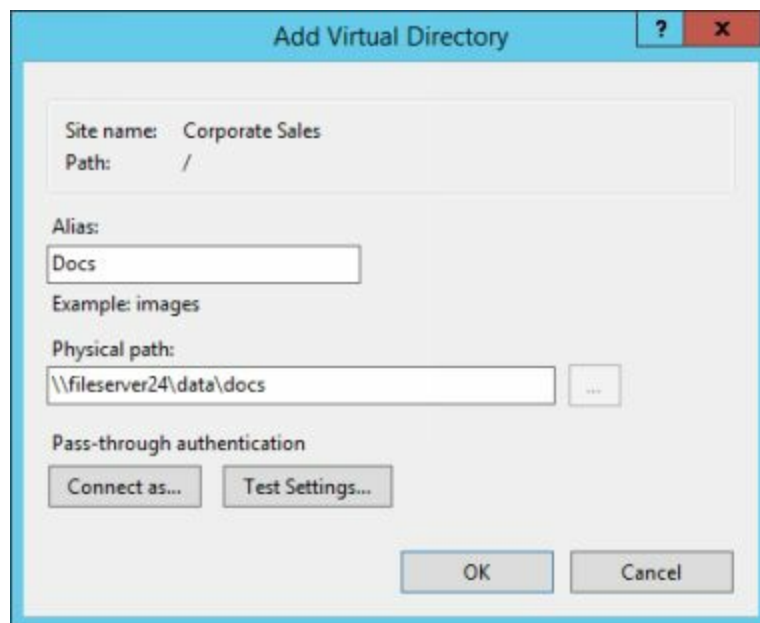 Add Virtual Directory
? x
Site name: Corporate Sales
Path: /
Alias:
Docs
Example: images
Physical path:
\\fileserver24\data\docs
...
Pass-through authentication
Connect as... Test Settings...
OK Cancel